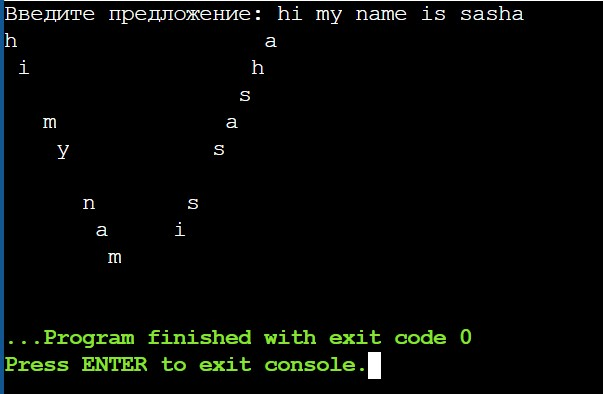 Введите предложение: hi my name is sasha
h                   a
 i                 h
                  s
   m             a
    y           s
      n       s
       a     i
        m
...Program finished with exit code 0
Press ENTER to exit console.